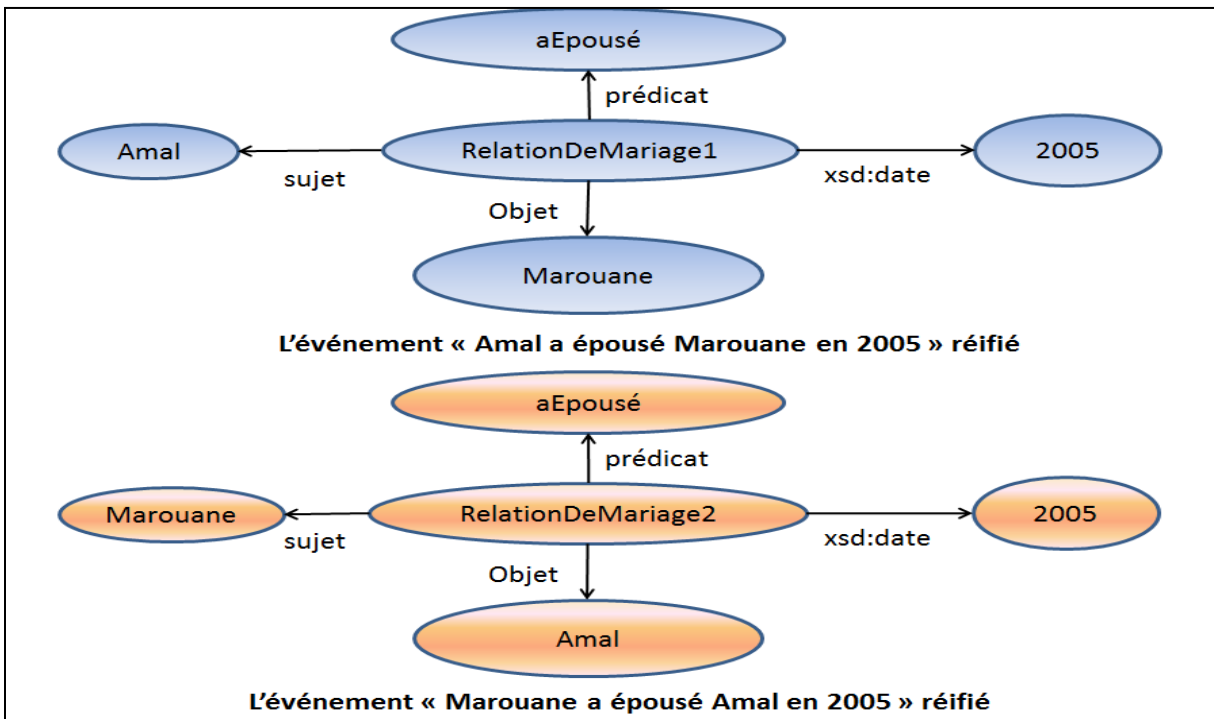 aEpousé
prédicat
Amal
RelationDeMariage1
2005
sujet
xsd:date
Objet
Marouane
L'événement « Amal a épousé Marouane en 2005 » réifié
aEpousé
prédicat
Marouane
RelationDeMariage2
2005
sujet
xsd:date
Objet
Amal
L'événement « Marouane a épousé Amal en 2005 » réifié